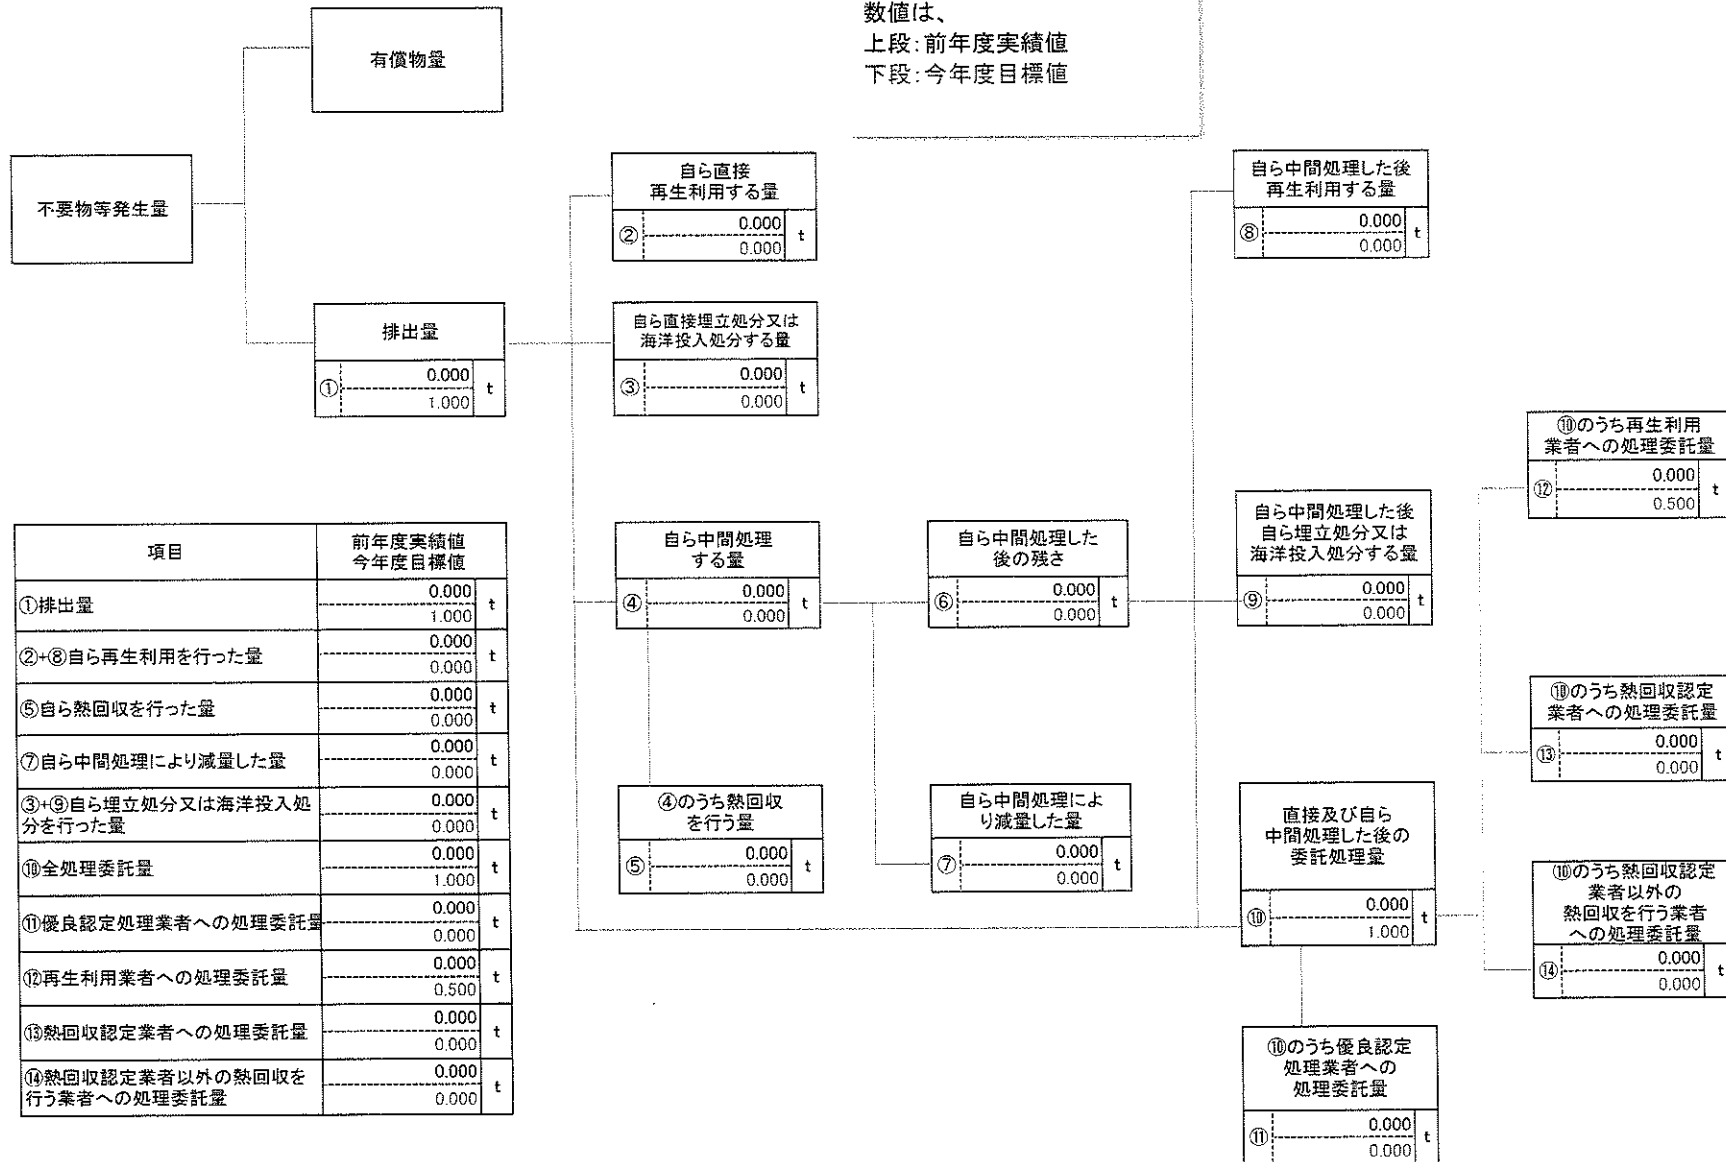 数値は、
上段:前年度実績値
下段:今年度目標値
有償物量
不要物等発生量
排出量
① 0.000 t
1.000
自ら直接
再生利用する量
② 0.000 t
0.000
自ら直接埋立処分又は
海洋投入処分する量
③ 0.000 t
0.000
自ら中間処理
する量
④ 0.000 t
0.000
④のうち熱回収
を行う量
⑤ 0.000 t
0.000
自ら中間処理した
後の残さ
⑥ 0.000 t
0.000
自ら中間処理によ
り減量した量
⑦ 0.000 t
0.000
自ら中間処理した後
再生利用する量
⑧ 0.000 t
0.000
自ら中間処理した後
自ら埋立処分又は
海洋投入処分する量
⑨ 0.000 t
0.000
直接及び自ら
中間処理した後の
委託処理量
⑩ 0.000 t
1.000
⑩のうち優良認定
処理業者への
処理委託量
⑪ 0.000 t
0.000
⑩のうち再生利用
業者への処理委託量
⑫ 0.000 t
0.500
⑩のうち熱回収認定
業者への処理委託量
⑬ 0.000 t
0.000
⑩のうち熱回収認定
業者以外の
熱回収を行う業者
への処理委託量
⑭ 0.000 t
0.000
項目
前年度実績値
今年度目標値
①排出量 0.000 t
1.000
②+⑧自ら再生利用を行った量 0.000 t
0.000
⑤自ら熱回収を行った量 0.000 t
0.000
⑦自ら中間処理により減量した量 0.000 t
0.000
③+⑨自ら埋立処分又は海洋投入処 0.000 t
分を行った量 0.000
⑩全処理委託量 0.000 t
1.000
⑪優良認定処理業者への処理委託量 0.000 t
0.000
⑫再生利用業者への処理委託量 0.000 t
0.500
⑬熱回収認定業者への処理委託量 0.000 t
0.000
⑭熱回収認定業者以外の熱回収を 0.000 t
行う業者への処理委託量 0.000